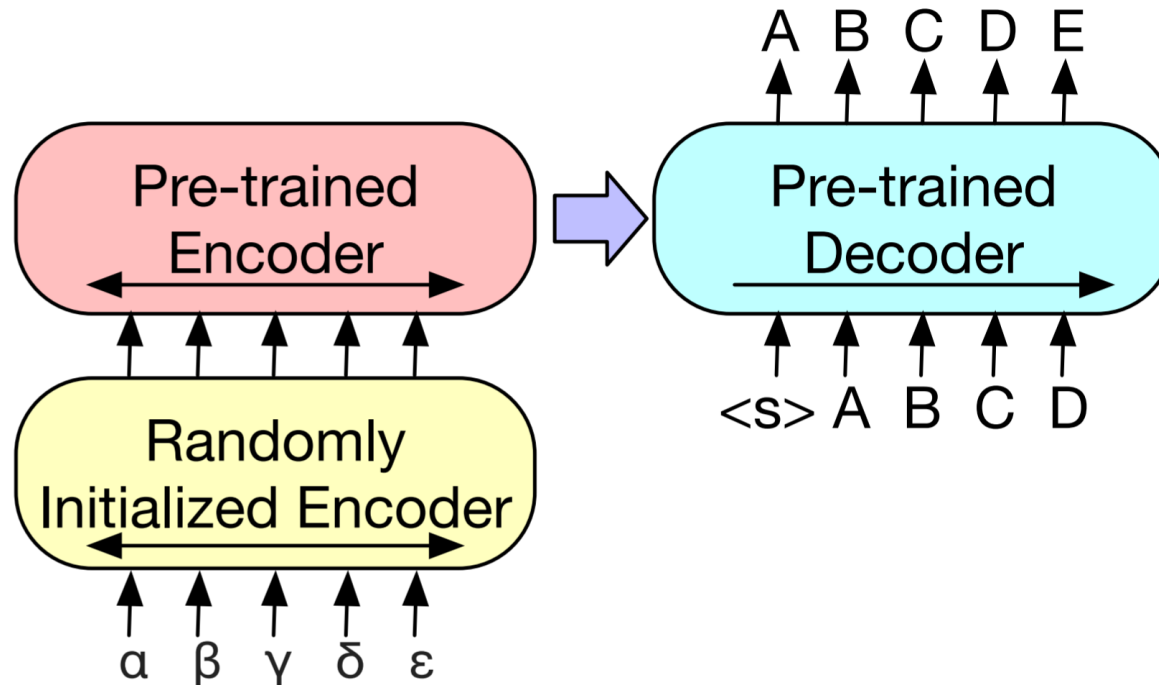 A B C D E
Pre-trained
Encoder
Pre-trained
Decoder
<s> A B C D
Randomly
Initialized Encoder
α β γ δ ε